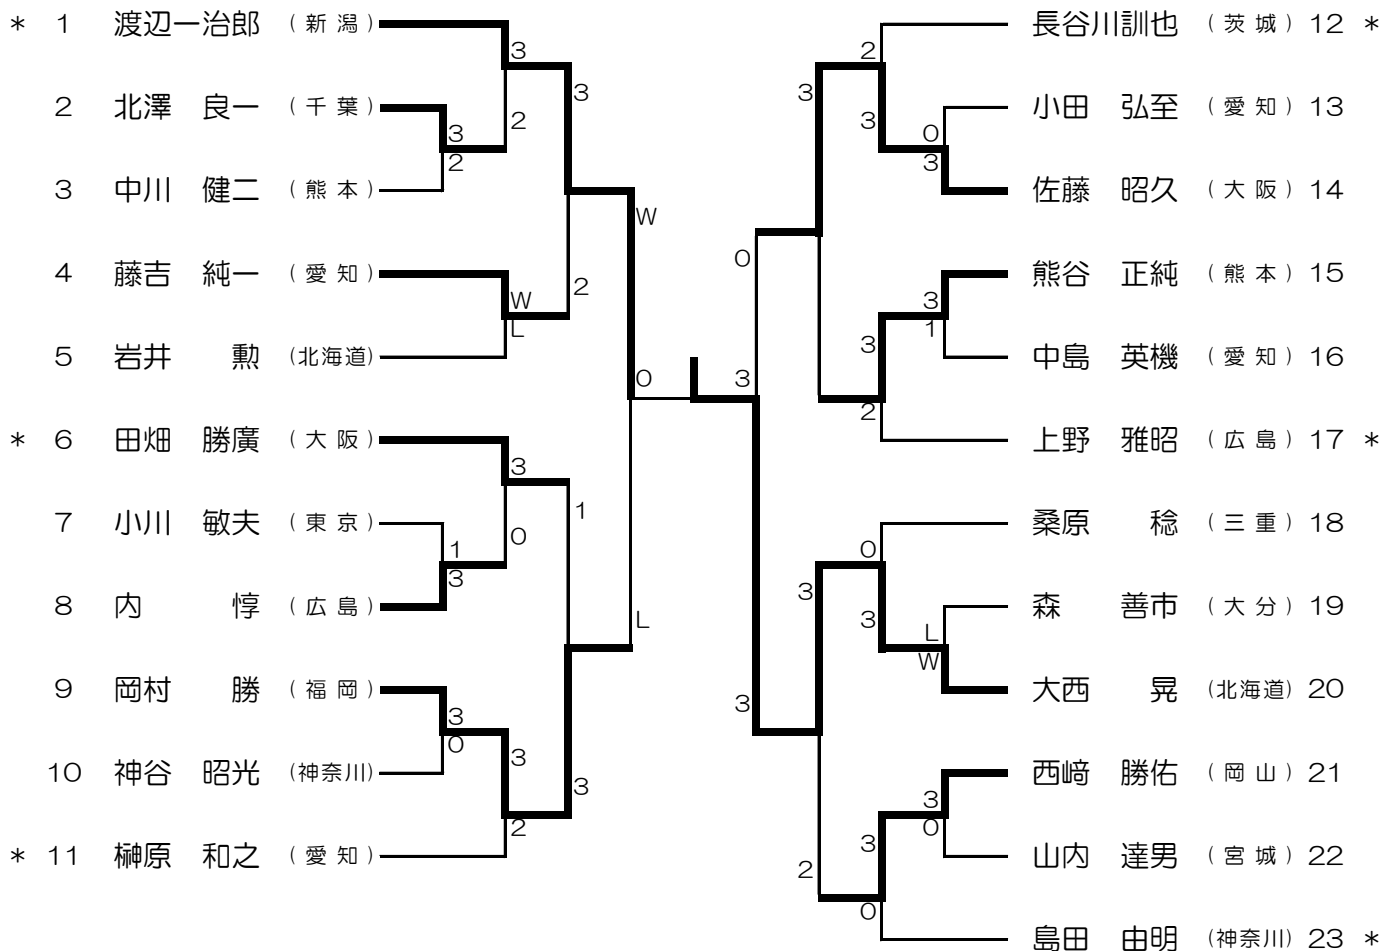 * 1 渡辺一治郎 (新潟)
2 北澤 良一 (千葉)
3 中川 健二 (熊本)
4 藤吉 純一 (愛知)
5 岩井 勲 (北海道)
* 6 田畑 勝廣 (大阪)
7 小川 敏夫 (東京)
8 内 惇 (広島)
9 岡村 勝 (福岡)
10 神谷 昭光 (神奈川)
* 11 榊原 和之 (愛知)
3
2
3
2
3
W
L
2
W
3
0
1
3
1
3
0
3
2
3
L
0
3
0
3
3
2
3
0
3
3
1
3
2
3
0
3
L
W
2
3
0
3
0
長谷川訓也 (茨城) 12 *
小田 弘至 (愛知) 13
佐藤 昭久 (大阪) 14
熊谷 正純 (熊本) 15
中島 英機 (愛知) 16
上野 雅昭 (広島) 17 *
桑原 稔 (三重) 18
森 善市 (大分) 19
大西 晃 (北海道) 20
西﨑 勝佑 (岡山) 21
山内 達男 (宮城) 22
島田 由明 (神奈川) 23 *